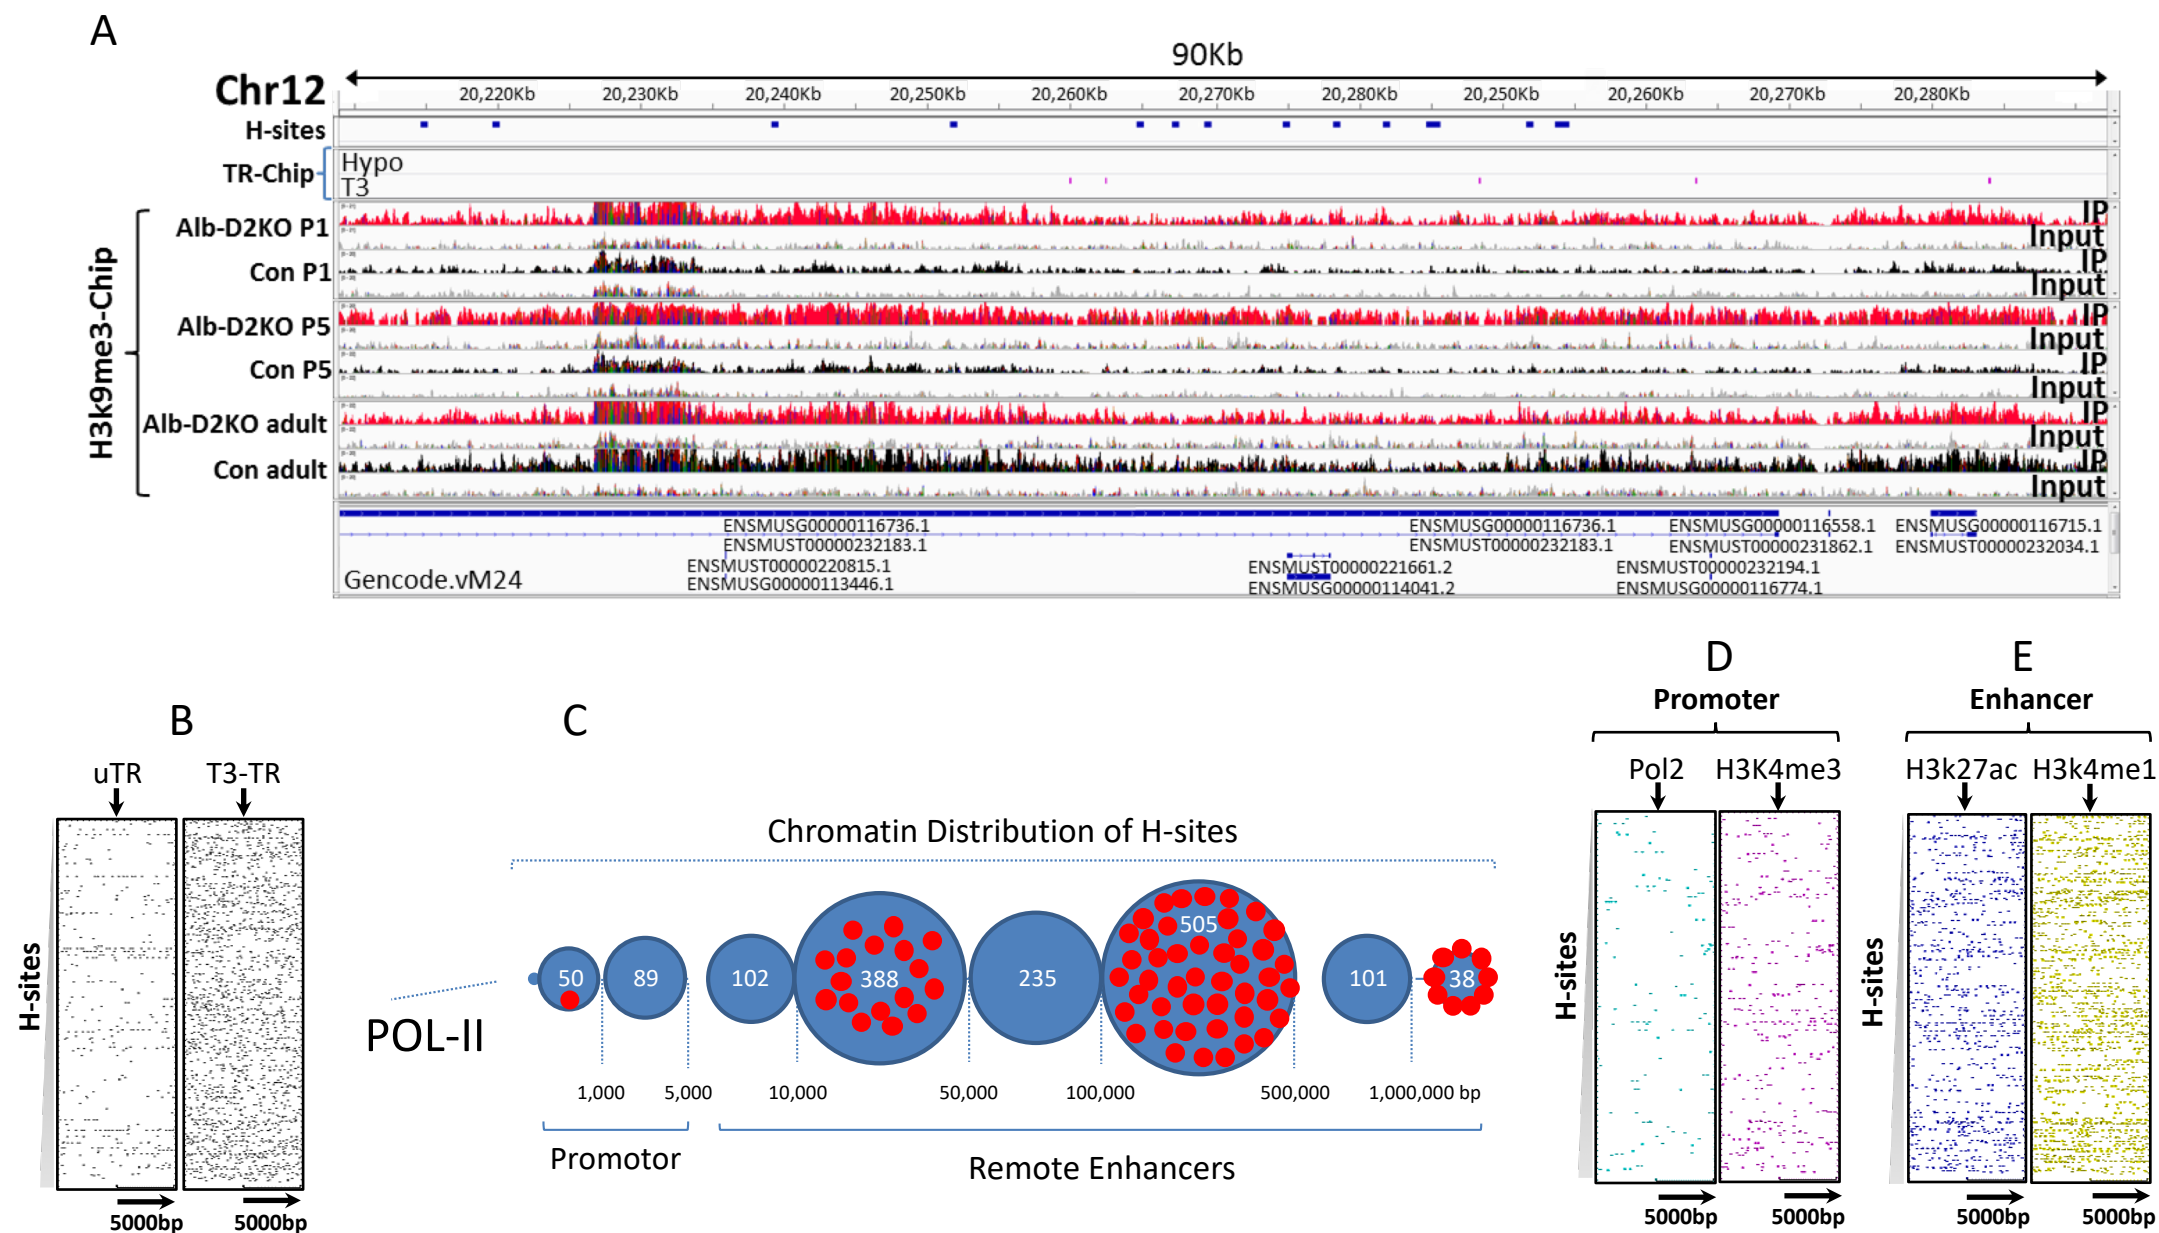 A
90Kb
Chr12
20,220Kb 20,230Kb 20,240Kb 20,250Kb 20,260Kb 20,270Kb 20,280Kb 20,250Kb 20,260Kb 20,270Kb 20,280Kb
H-sites
TR-Chip
Hypo
T3
H3k9me3-Chip
Alb-D2KO P1
IP
Input
Con P1
IP
Input
Alb-D2KO P5
IP
Input
Con P5
IP
Input
Alb-D2KO adult
IP
Input
Con adult
IP
Input
ENSMUSG00000116736.1 ENSMUSG00000116736.1 ENSMUSG00000116558.1 ENSMUSG00000116715.1
ENSMUST00000232183.1 ENSMUST00000232183.1 ENSMUST00000231862.1 ENSMUST00000232034.1
ENSMUST00000220815.1 ENSMUST00000221661.2 ENSMUST00000232194.1
ENSMUSG00000113446.1 ENSMUSG00000114041.2 ENSMUSG00000116774.1
Gencode.vM24
B
uTR T3-TR
H-sites
5000bp 5000bp
C
Chromatin Distribution of H-sites
50 89 102 388 235 505 101 38
POL-II
1,000 5,000 10,000 50,000 100,000 500,000 1,000,000 bp
Promotor
Remote Enhancers
D
Promoter
Pol2 H3K4me3
H-sites
5000bp 5000bp
E
Enhancer
H3k27ac H3k4me1
H-sites
5000bp 5000bp